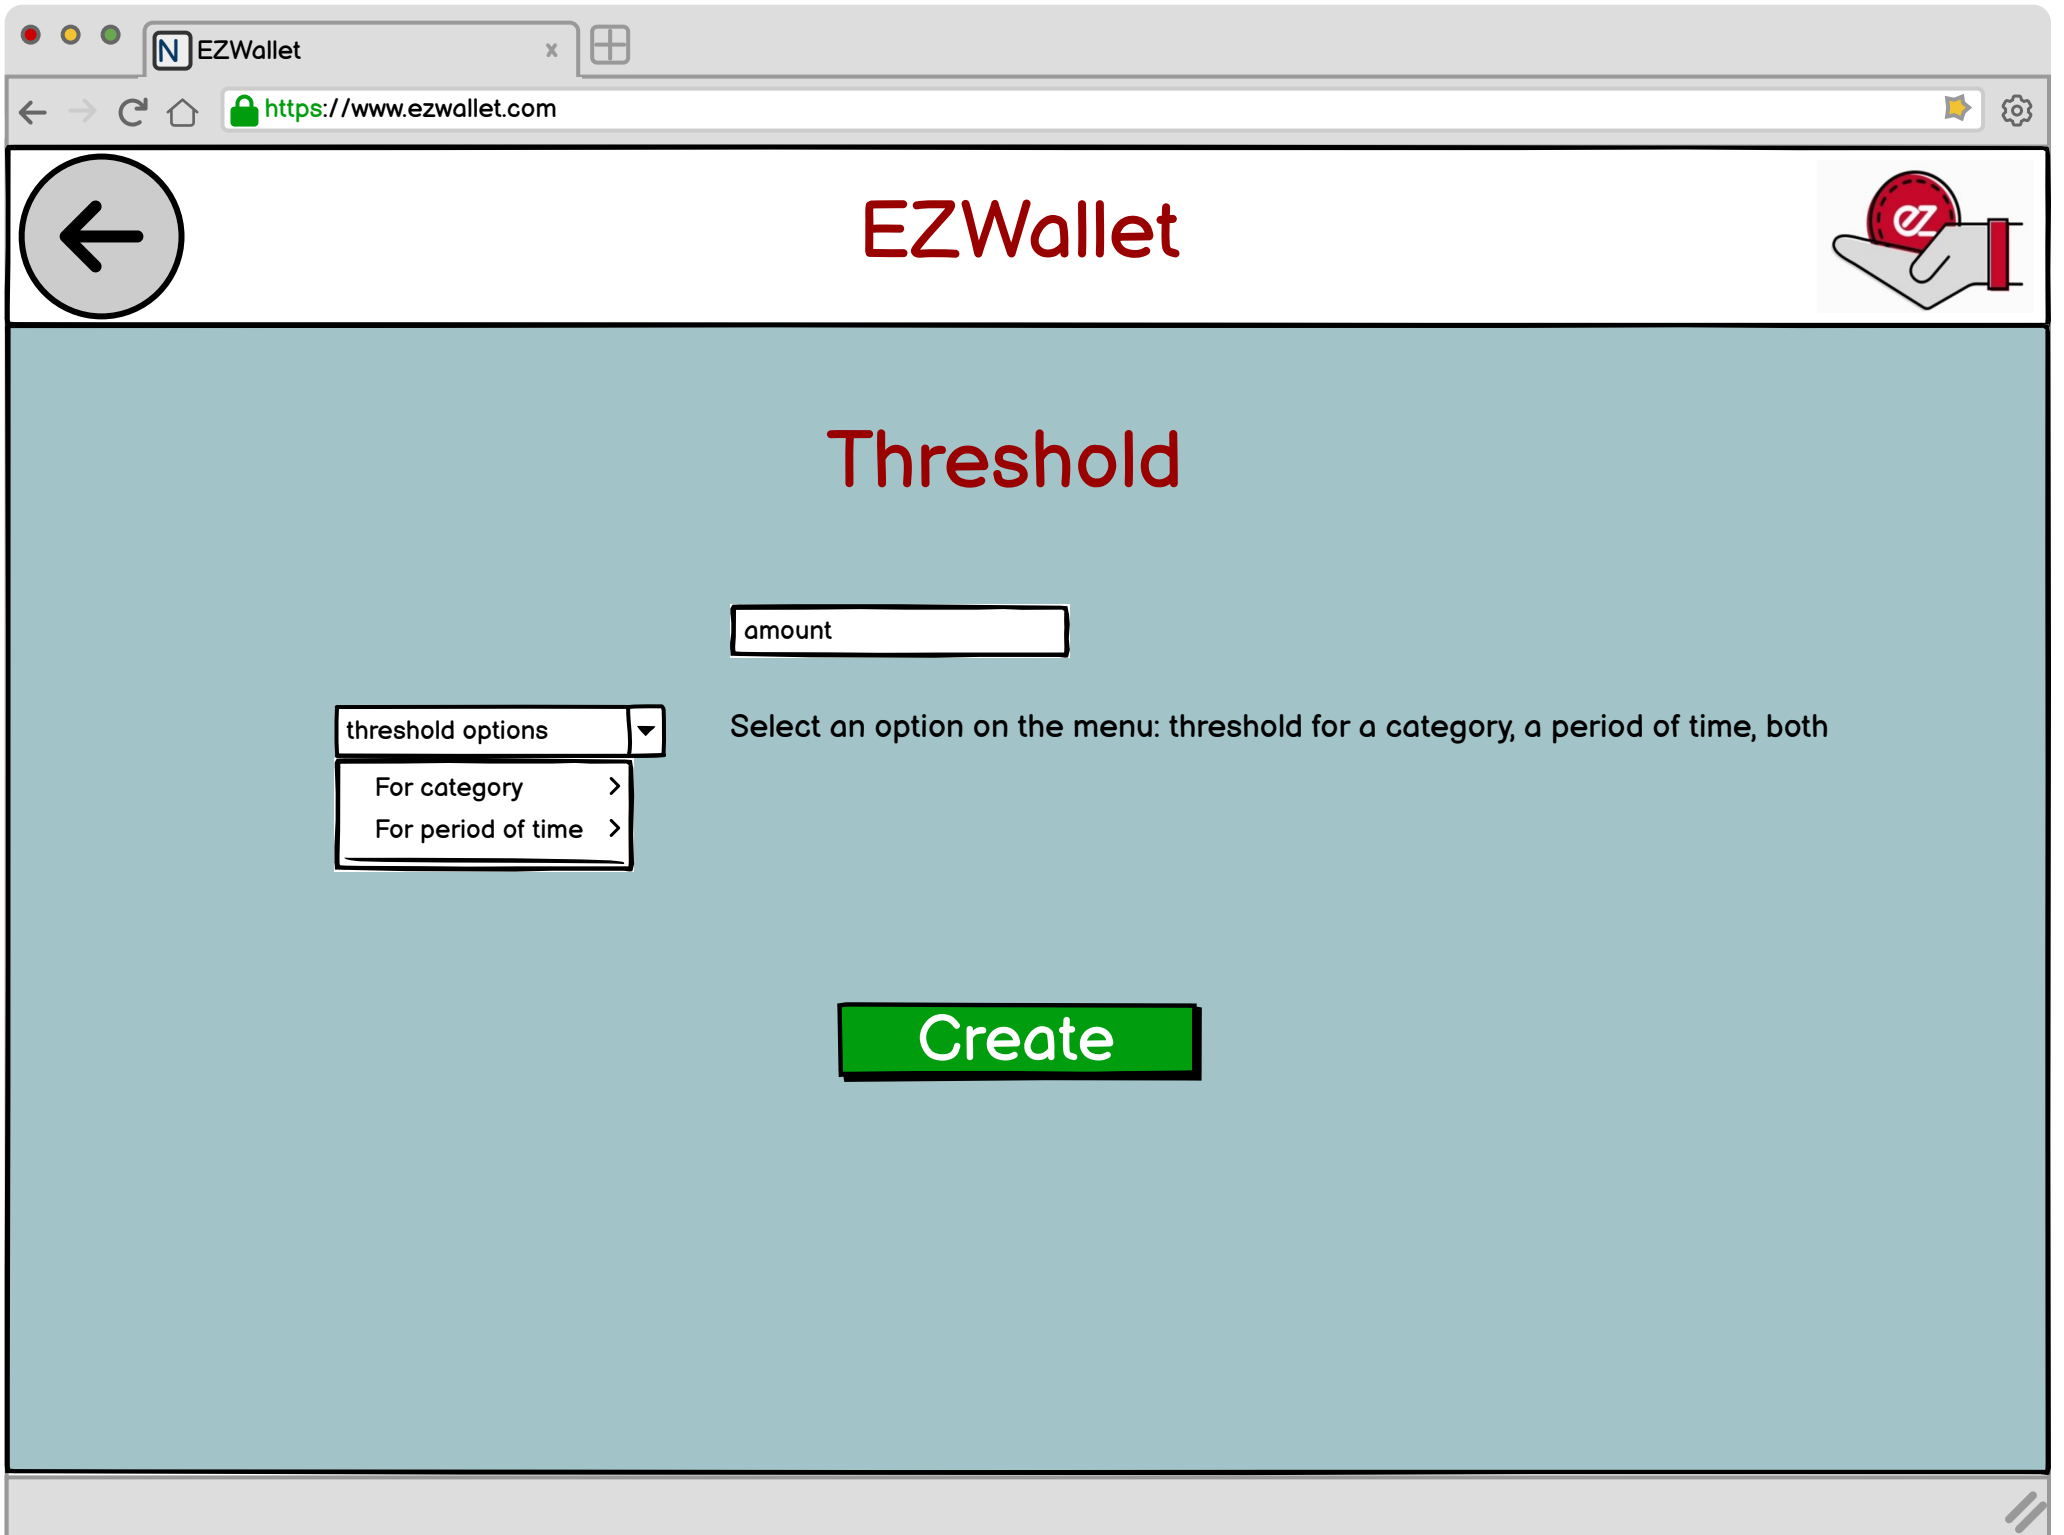 N EZWallet x
https://www.ezwallet.com
EZWallet
ez
Threshold
amount
threshold options
Select an option on the menu: threshold for a category, a period of time, both
For category
For period of time
Create